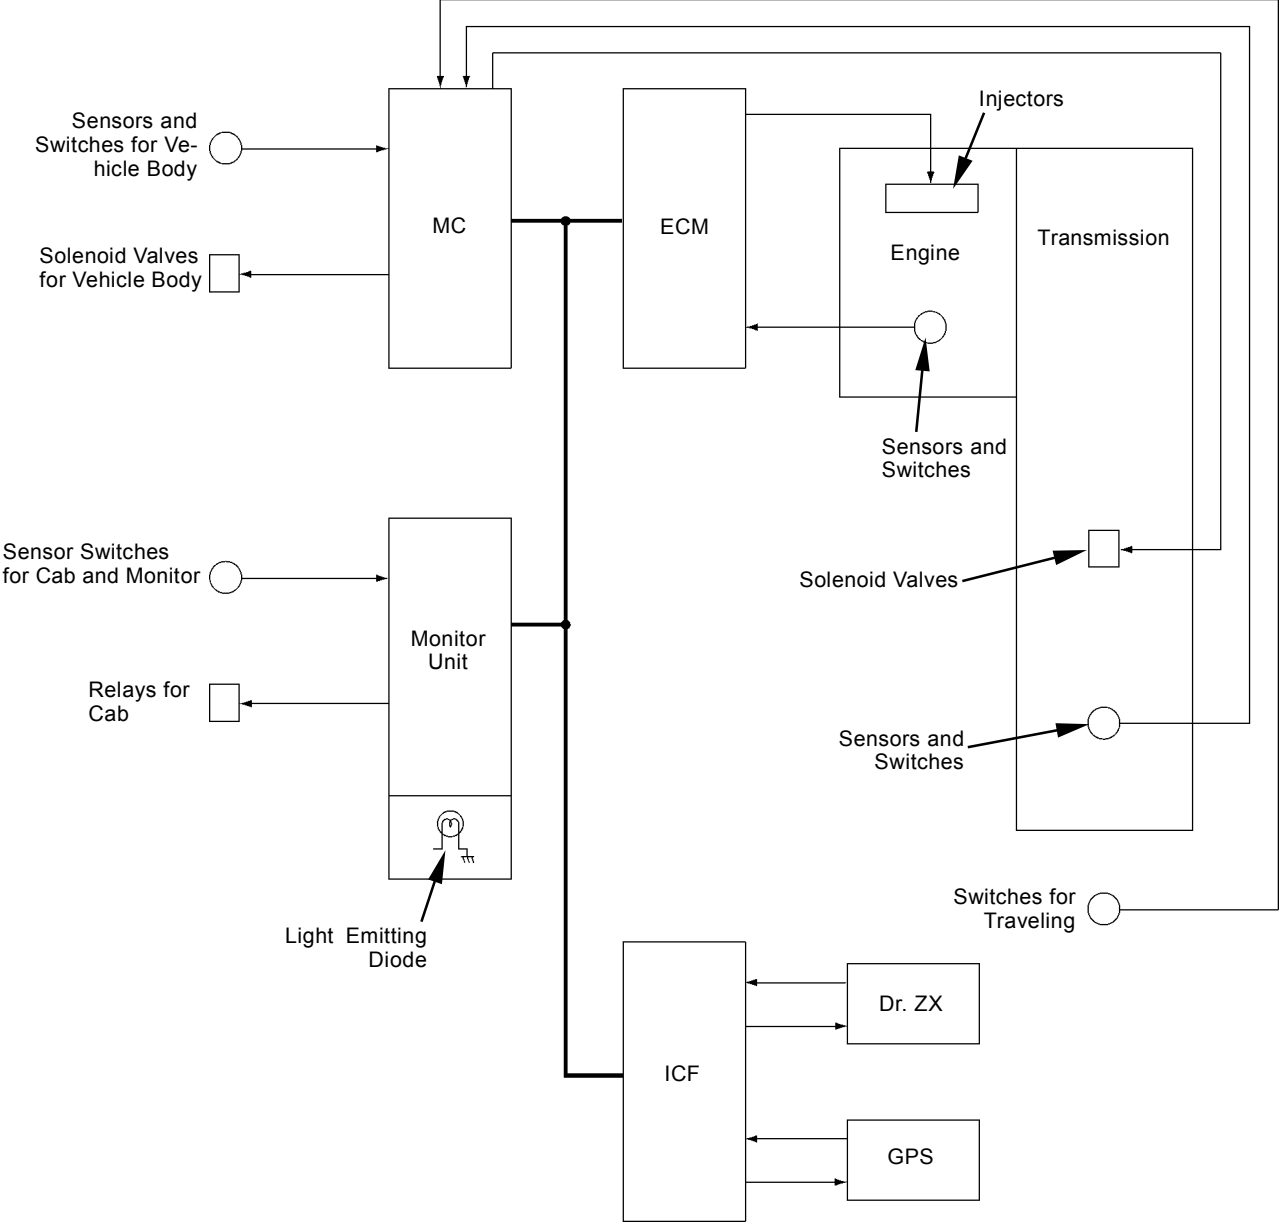 Injectors
Sensors and
Switches for Ve-
hicle Body
MC
ECM
Transmission
Engine
Solenoid Valves
for Vehicle Body
Sensors and
Switches
Sensor Switches
for Cab and Monitor
Solenoid Valves
Monitor
Unit
Relays for
Cab
Sensors and
Switches
Switches for
Traveling
Light Emitting
Diode
Dr. ZX
ICF
GPS